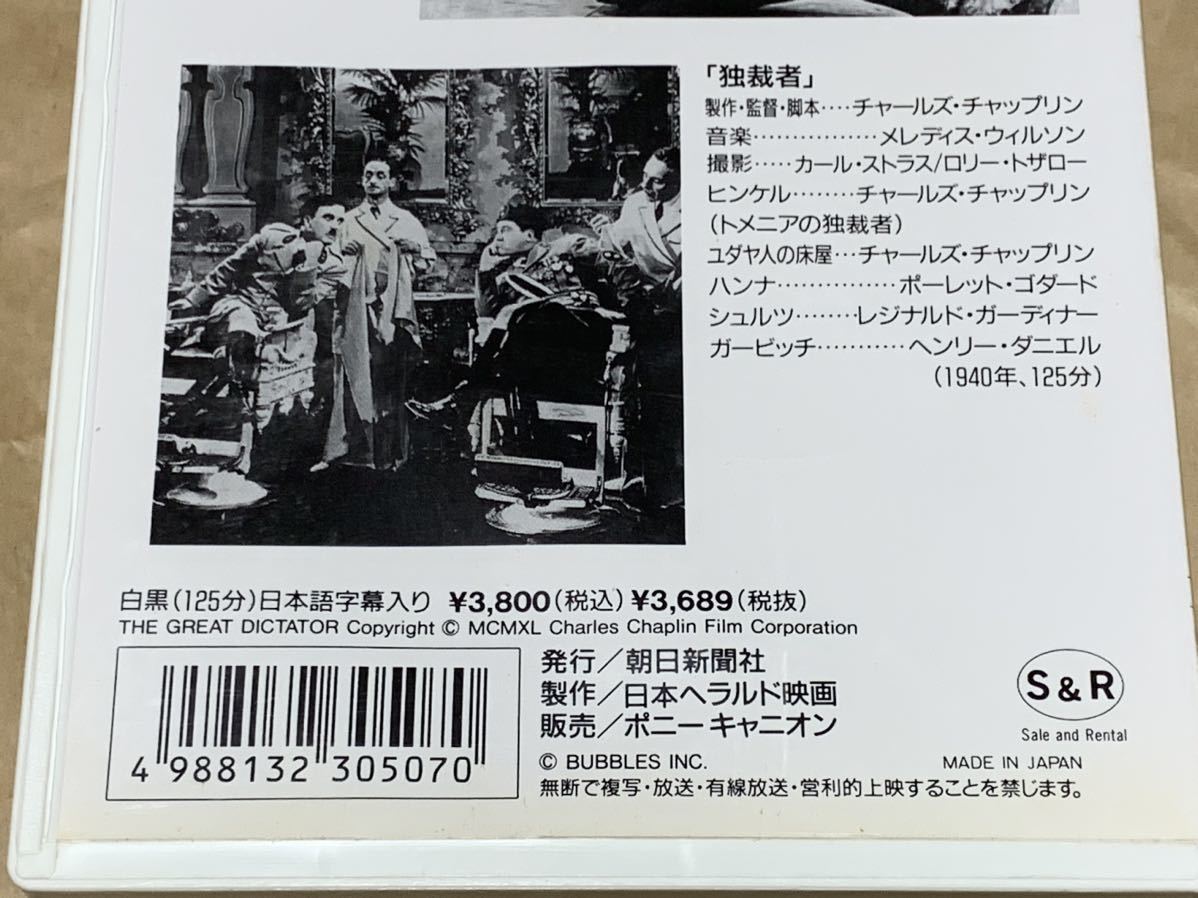 「独裁者」
製作・監督・脚本‥‥チャールズ・チャップリン
音楽‥‥‥‥‥‥メレディス・ウィルソン
撮影‥‥・カール・ストラス/ロリー・トザロー
ヒンケル‥‥‥‥チャールズ・チャップリン
(トメニアの独裁者)
ユダヤ人の床屋…チャールズ・チャップリン
ハンナ‥‥‥‥‥‥ポーレット・ゴダード
シュルツ‥‥‥‥レジナルド・ガーディナー
ガービッチ‥‥‥‥‥ヘンリー・ダニエル
(1940年、125分)
白黒(125分)日本語字幕入り ¥3,800(税込)¥3,689(税抜)
THE GREAT DICTATOR Copyright © MCMXL Charles Chaplin Film Corporation
4 988132 305070
発行/朝日新聞社
製作/日本ヘラルド映画
販売/ポニーキャニオン
© BUBBLES INC.
S & R
Sale and Rental
MADE IN JAPAN
無断で複写・放送・有線放送・営利的上映することを禁じます。